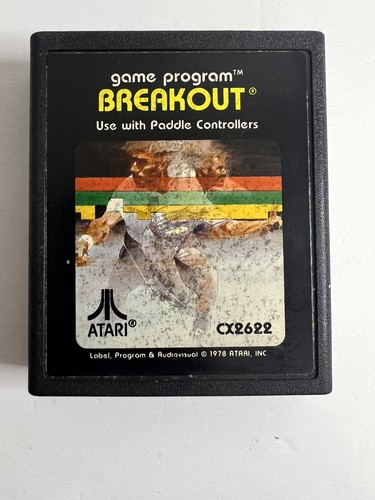 game program™
BREAKOUT®
Use with Paddle Controllers
ATARI®
CX2622
Label, Program & Audiovisual © 1978 ATARI, INC.